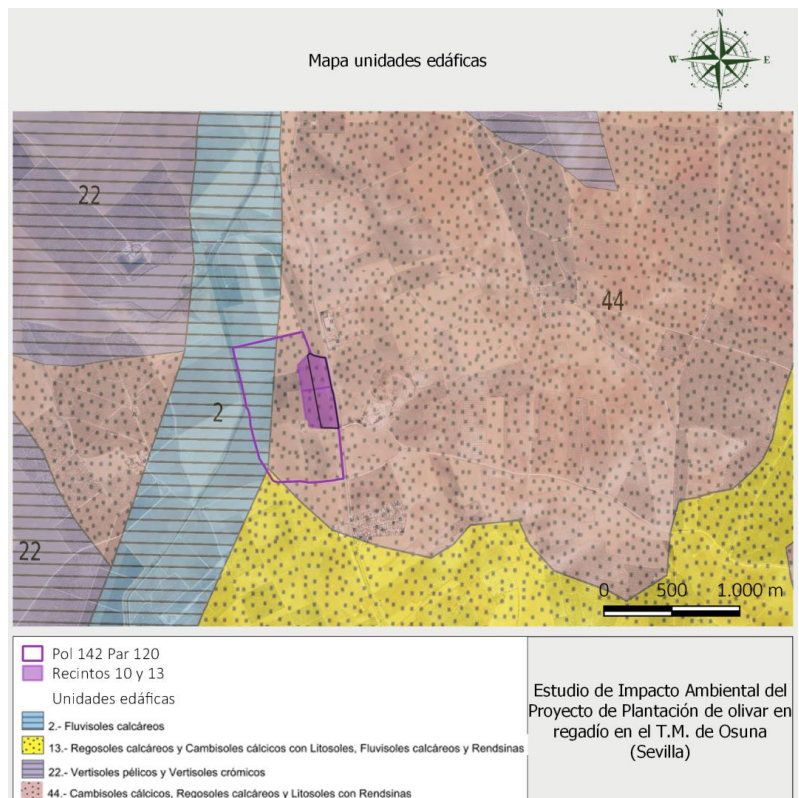 Mapa unidades edáficas
N
W
E
S
22
44
2
22
0 500 1.000 m
Pol 142 Par 120
Recintos 10 y 13
Unidades edáficas
2.- Fluvisoles calcáreos
13.- Regosoles calcáreos y Cambisoles cálcicos con Litosoles, Fluvisoles calcáreos y Rendsinas
22.- Vertisoles pélicos y Vertisoles crómicos
44.- Cambisoles cálcicos, Regosoles calcáreos y Litosoles con Rendsinas
Estudio de Impacto Ambiental del
Proyecto de Plantación de olivar en
regadío en el T.M. de Osuna
(Sevilla)